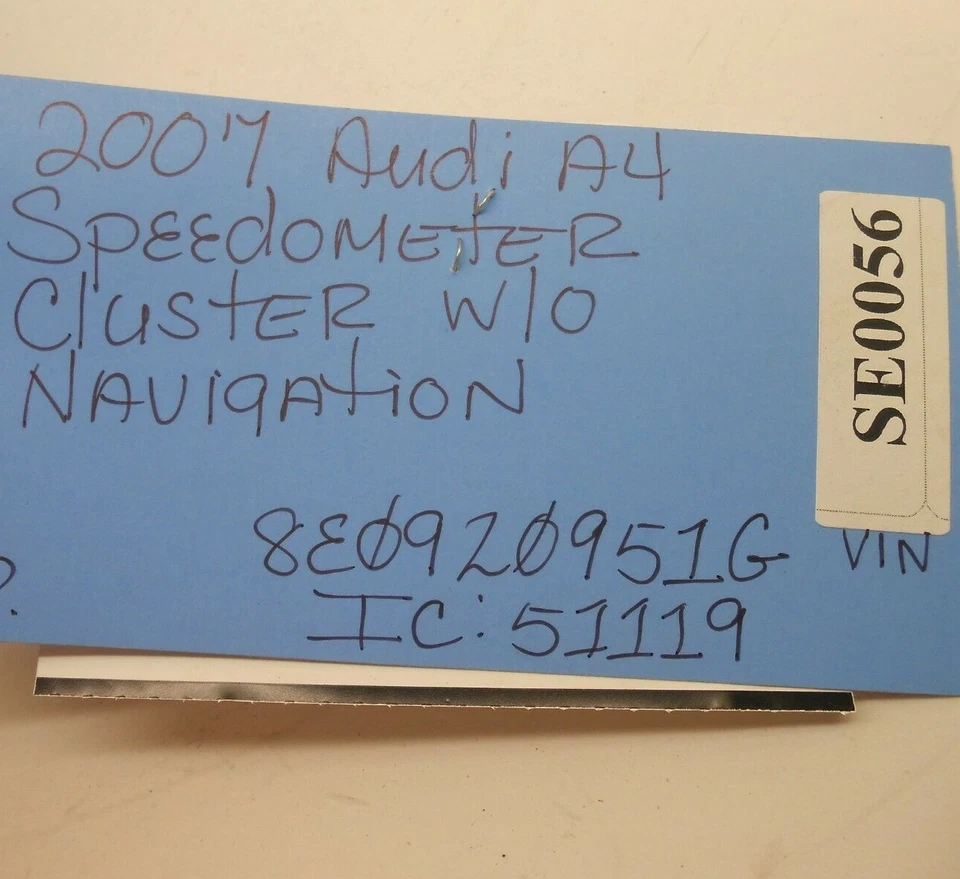 2007 Audi A4
SpeedOMETER
ClusTER w/o
NAVigATiON
SE0056
8E0920951G VIN
IC: 51119